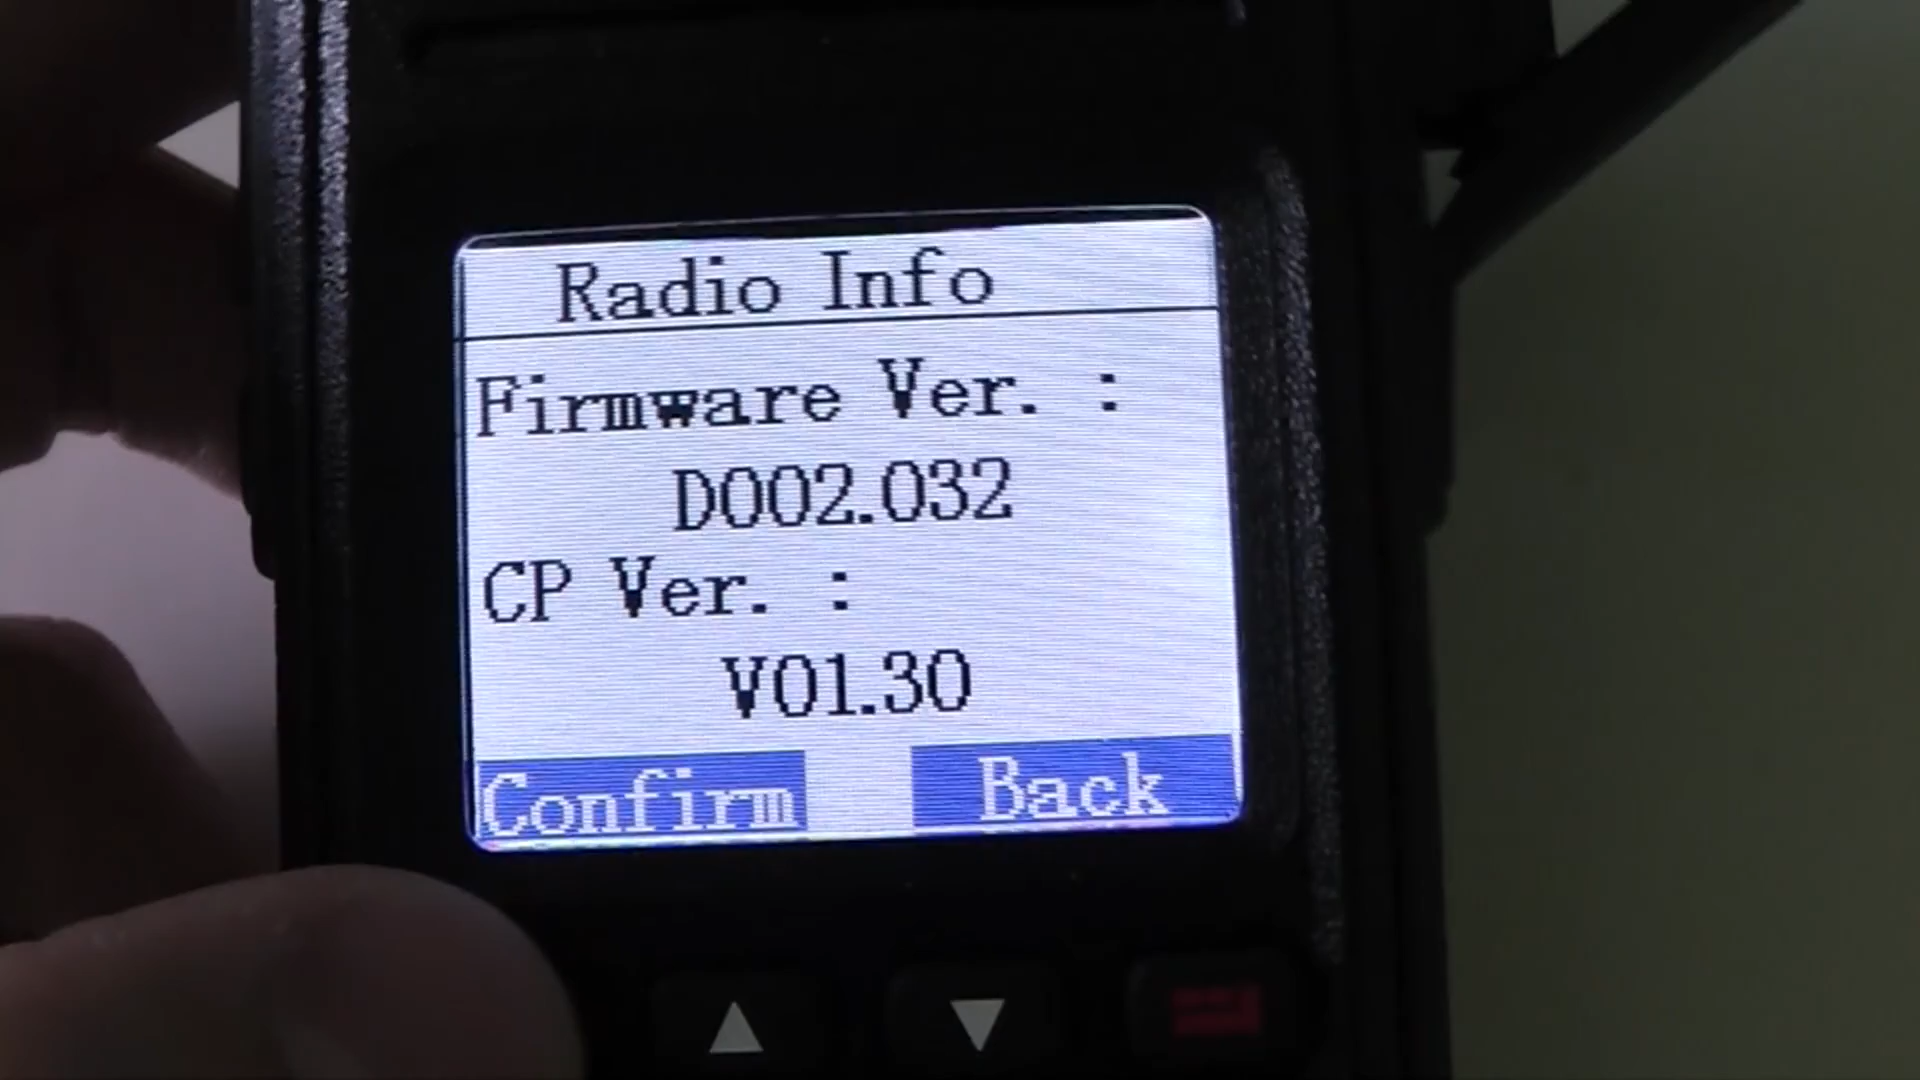 Radio Info
Firmware Ver. :
D002.032
CP Ver. :
V01.30
Confirm Back